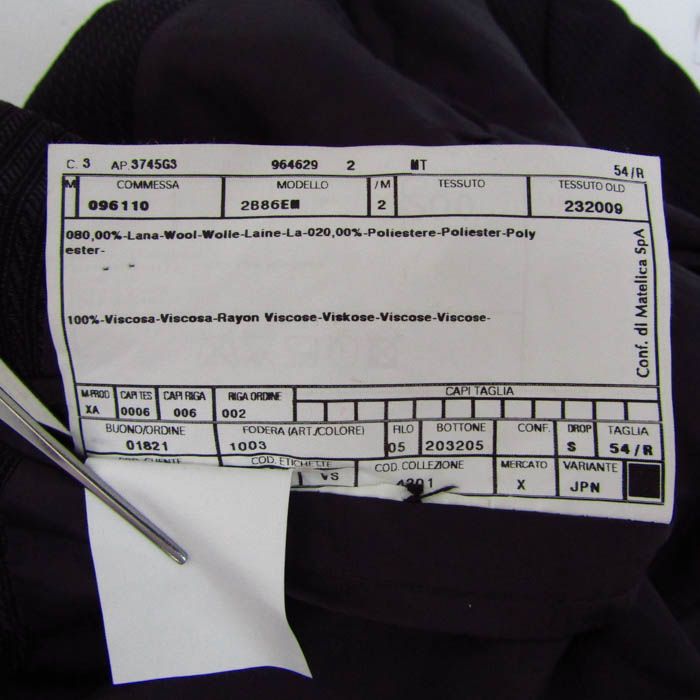 C. 3 AP. 3745G3 964629 2 MT 54/R
M COMMESSA MODELLO /M TESSUTO TESSUTO OLD
096110 2B86E 2 232009
080,00%-Lana-Wool-Wolle-Laine-La-020,00%-Poliestere-Poliester-Poly
ester-
100%-Viscosa-Viscosa-Rayon Viscose-Viskose-Viscose-Viscose-
Conf. di Matelica SpA
M-PROD CAPI TES CAPI RIGA RIGA ORDINE CAPI TAGLIA
XA 0006 006 002
BUONO/ORDINE FODERA (ART./COLORE) FILO BOTTONE CONF. DROP TAGLIA
01821 1003 05 203205 S 54/R
COD. CLIENTE COD. ETICHETTE COD. COLLEZIONE MERCATO VARIANTE
VS X JPN